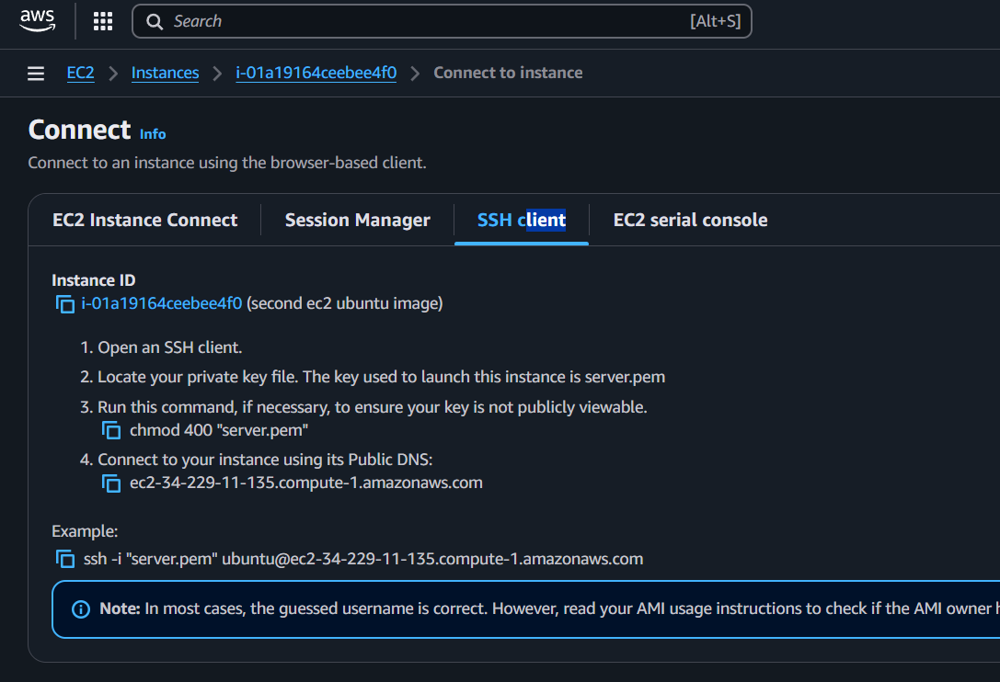 aws
Search [Alt+S]
EC2 Instances i-01a19164ceebee4f0 Connect to instance
Connect Info
Connect to an instance using the browser-based client.
EC2 Instance Connect Session Manager SSH client EC2 serial console
Instance ID
i-01a19164ceebee4f0 (second ec2 ubuntu image)
1. Open an SSH client.
2. Locate your private key file. The key used to launch this instance is server.pem
3. Run this command, if necessary, to ensure your key is not publicly viewable.
chmod 400 "server.pem"
4. Connect to your instance using its Public DNS:
ec2-34-229-11-135.compute-1.amazonaws.com
Example:
ssh -i "server.pem" ubuntu@ec2-34-229-11-135.compute-1.amazonaws.com
Note: In most cases, the guessed username is correct. However, read your AMI usage instructions to check if the AMI owner